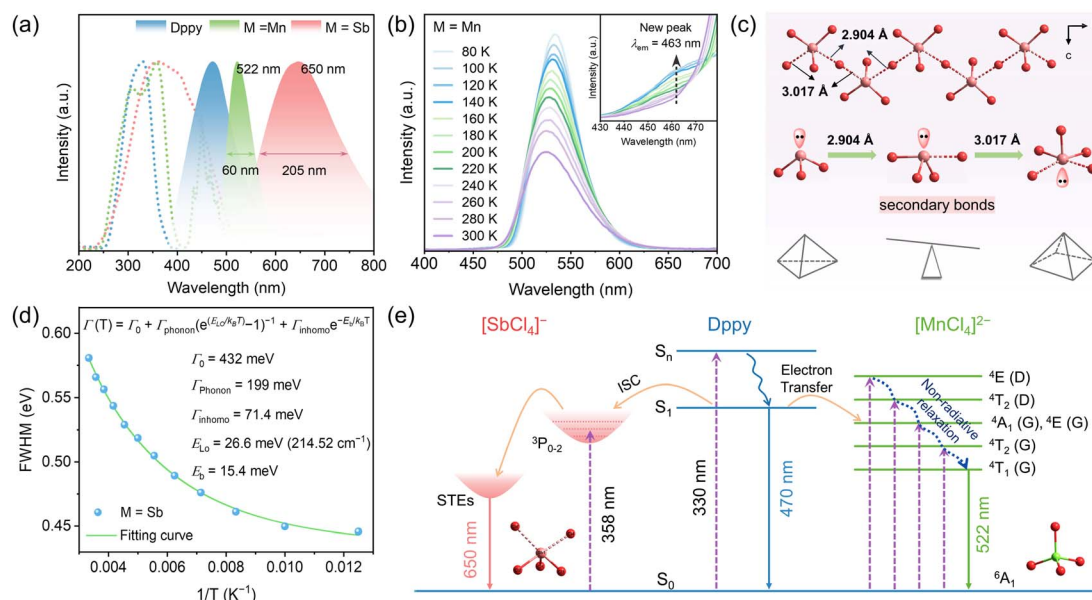 (a)
Dppy
M =Mn
M = Sb
522 nm
650 nm
60 nm
205 nm
Intensity (a.u.)
200 300 400 500 600 700 800
Wavelength (nm)
(b)
M = Mn
80 K
100 K
120 K
140 K
160 K
180 K
200 K
220 K
240 K
260 K
280 K
300 K
Intensity (a.u.)
400 450 500 550 600 650 700
Wavelength (nm)
New peak
λem = 463 nm
Intensity (a.u.)
430 440 450 460 470
Wavelength (nm)
(c)
2.904 Å
3.017 Å
c
2.904 Å
3.017 Å
secondary bonds
(d)
Γ(T) = Γ0 + Γphonon(e^(ELO/kBT)−1)^−1 + Γinhomo e^−Eb/kBT
Γ0 = 432 meV
ΓPhonon = 199 meV
Γinhomo = 71.4 meV
ELo = 26.6 meV (214.52 cm−1)
Eb = 15.4 meV
M = Sb
Fitting curve
FWHM (eV)
0.60
0.55
0.50
0.45
0.004 0.006 0.008 0.010 0.012
1/T (K−1)
(e)
[SbCl4]−
Dppy
[MnCl4]2−
Sn
S1
S0
ISC
Electron
Transfer
3P0-2
STEs
650 nm
358 nm
330 nm
470 nm
522 nm
Non-radiative
relaxation
4E (D)
4T2 (D)
4A1 (G), 4E (G)
4T2 (G)
4T1 (G)
6A1